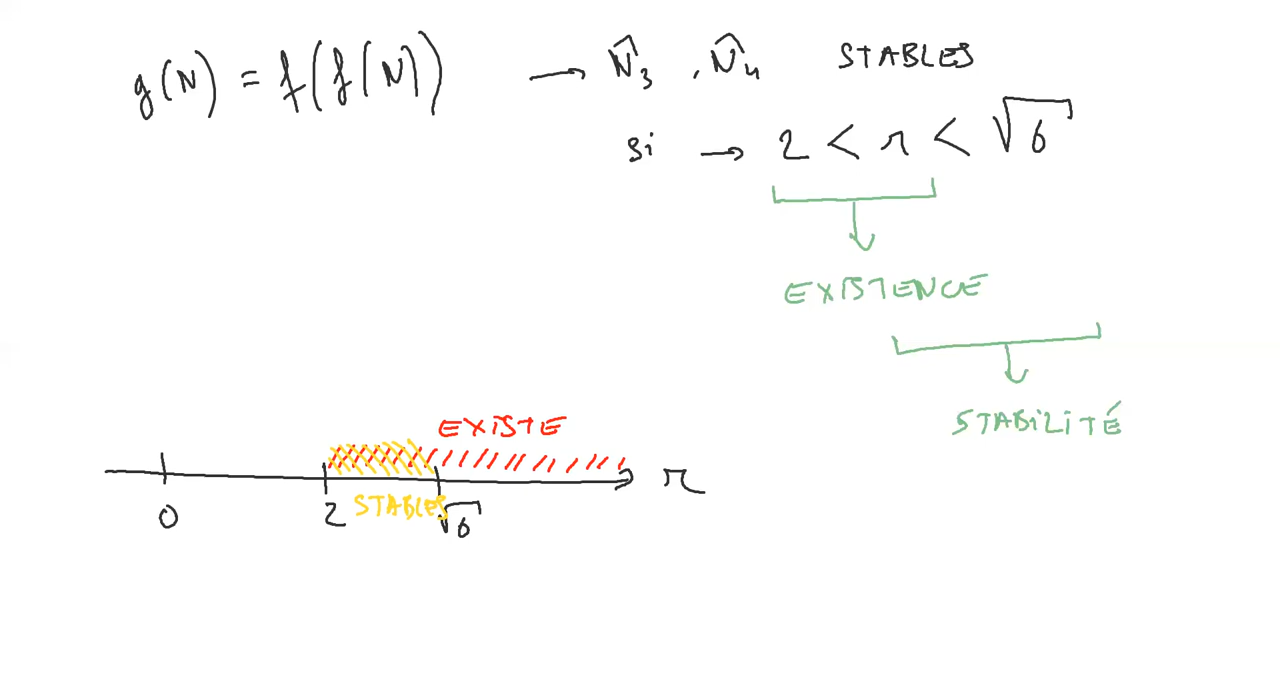 g(N) = f(f(N)) → N̂₃ , N̂₄ STABLES
si → 2 < r < √6
EXISTENCE
STABILITÉ
EXISTE
STABLES
0 2 √6 r